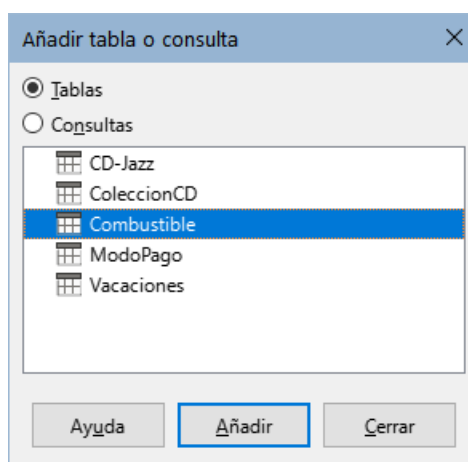 Añadir tabla o consulta
Tablas
Consultas
CD-Jazz
ColeccionCD
Combustible
ModoPago
Vacaciones
Ayuda Añadir Cerrar